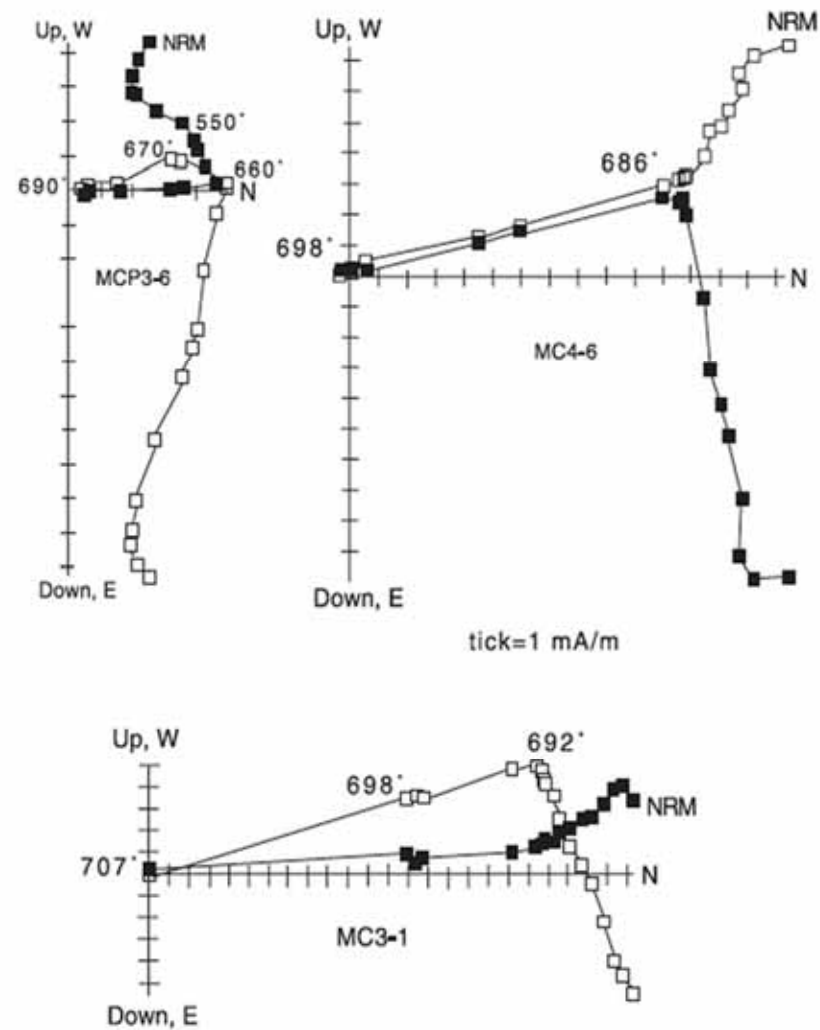 Up, W
NRM
550°
670°
660°
690°
N
MCP3-6
Down, E
Up, W
NRM
686°
698°
N
MC4-6
Down, E
tick=1 mA/m
Up, W
692°
698°
NRM
707°
N
MC3-1
Down, E